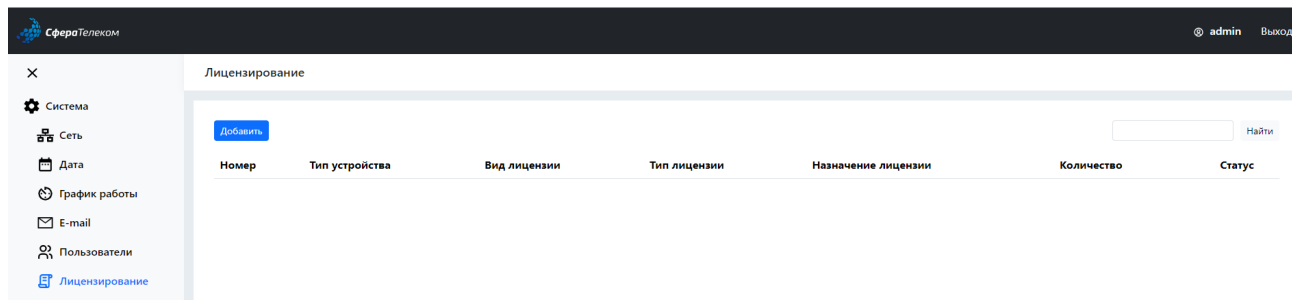 СфераТелеком
admin Выход
Лицензирование
Система
Сеть
Дата
График работы
E-mail
Пользователи
Лицензирование
Добавить
Найти
Номер Тип устройства Вид лицензии Тип лицензии Назначение лицензии Количество Статус